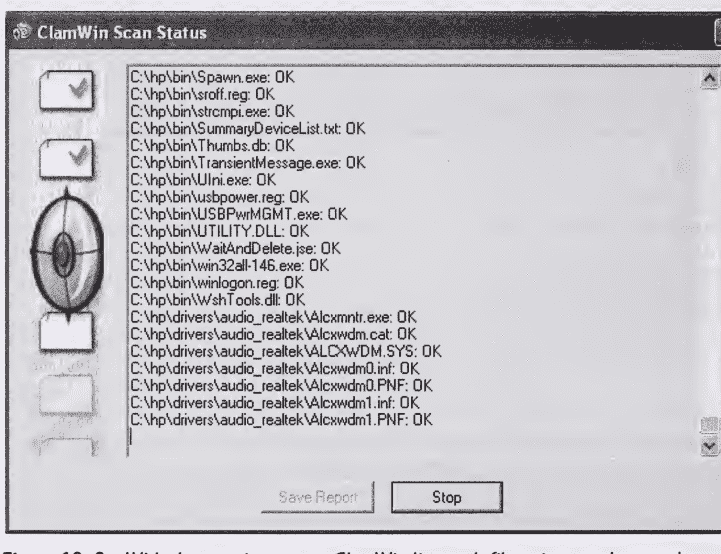 ClamWin Scan Status
C:\hp\bin\Spawn.exe: OK
C:\hp\bin\sroff.reg: OK
C:\hp\bin\strcmpi.exe: OK
C:\hp\bin\SummaryDeviceList.txt: OK
C:\hp\bin\Thumbs.db: OK
C:\hp\bin\TransientMessage.exe: OK
C:\hp\bin\UIni.exe: OK
C:\hp\bin\usbpower.reg: OK
C:\hp\bin\USBPwrMGMT.exe: OK
C:\hp\bin\UTILITY.DLL: OK
C:\hp\bin\WaitAndDelete.jse: OK
C:\hp\bin\win32all-146.exe: OK
C:\hp\bin\winlogon.reg: OK
C:\hp\bin\WshTools.dll: OK
C:\hp\drivers\audio_realtek\Alcxmntr.exe: OK
C:\hp\drivers\audio_realtek\Alcxwdm.cat: OK
C:\hp\drivers\audio_realtek\ALCXWDM.SYS: OK
C:\hp\drivers\audio_realtek\Alcxwdm0.inf: OK
C:\hp\drivers\audio_realtek\Alcxwdm0.PNF: OK
C:\hp\drivers\audio_realtek\Alcxwdm1.inf: OK
C:\hp\drivers\audio_realtek\Alcxwdm1.PNF: OK
Save Report
Stop